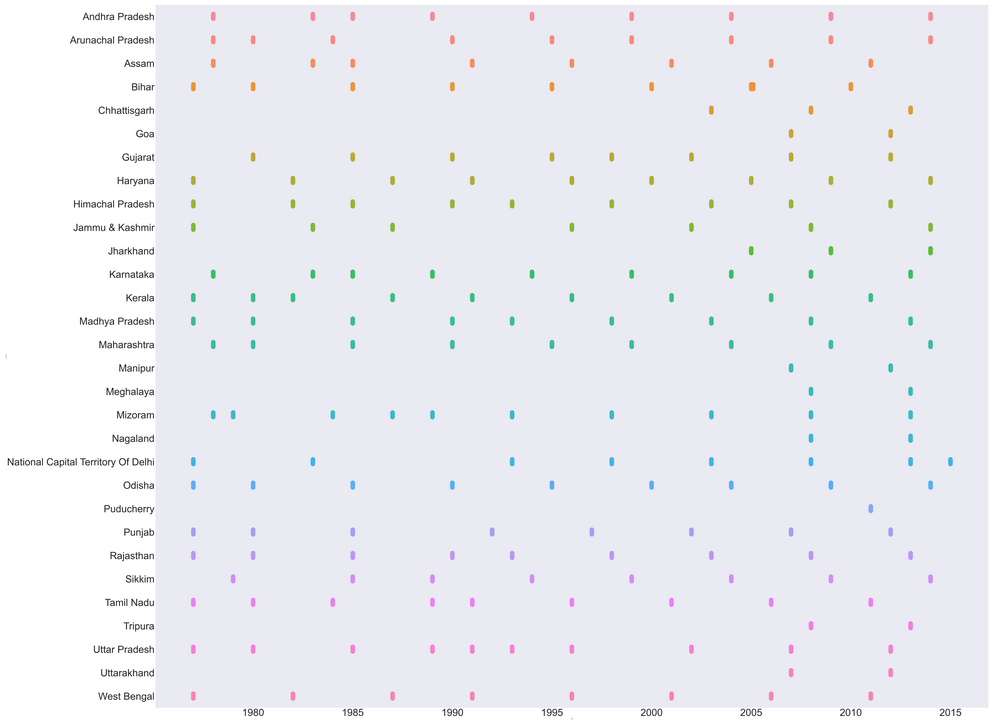 Andhra Pradesh
Arunachal Pradesh
Assam
Bihar
Chhattisgarh
Goa
Gujarat
Haryana
Himachal Pradesh
Jammu & Kashmir
Jharkhand
Karnataka
Kerala
Madhya Pradesh
Maharashtra
Manipur
Meghalaya
Mizoram
Nagaland
National Capital Territory Of Delhi
Odisha
Puducherry
Punjab
Rajasthan
Sikkim
Tamil Nadu
Tripura
Uttar Pradesh
Uttarakhand
West Bengal
1980 1985 1990 1995 2000 2005 2010 2015